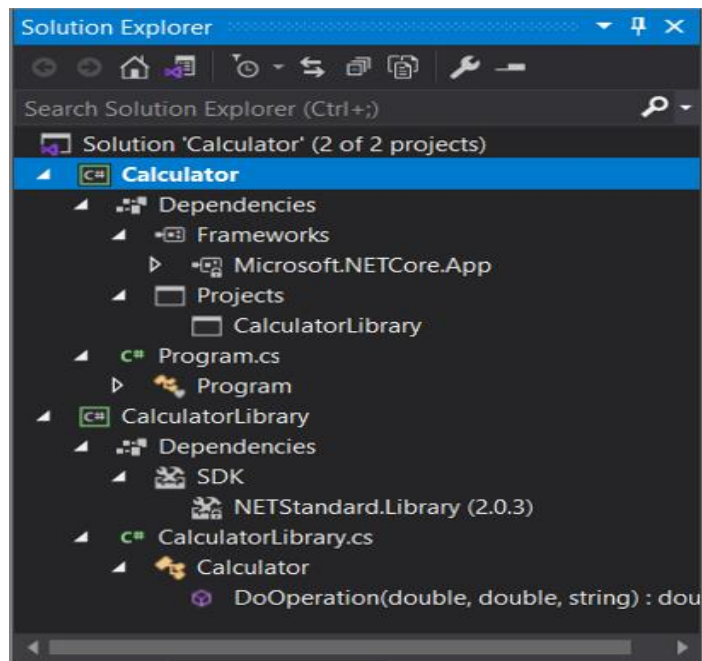 Solution Explorer
Search Solution Explorer (Ctrl+;)
Solution 'Calculator' (2 of 2 projects)
C# Calculator
Dependencies
Frameworks
Microsoft.NETCore.App
Projects
CalculatorLibrary
C# Program.cs
Program
C# CalculatorLibrary
Dependencies
SDK
NETStandard.Library (2.0.3)
C# CalculatorLibrary.cs
Calculator
DoOperation(double, double, string) : dou